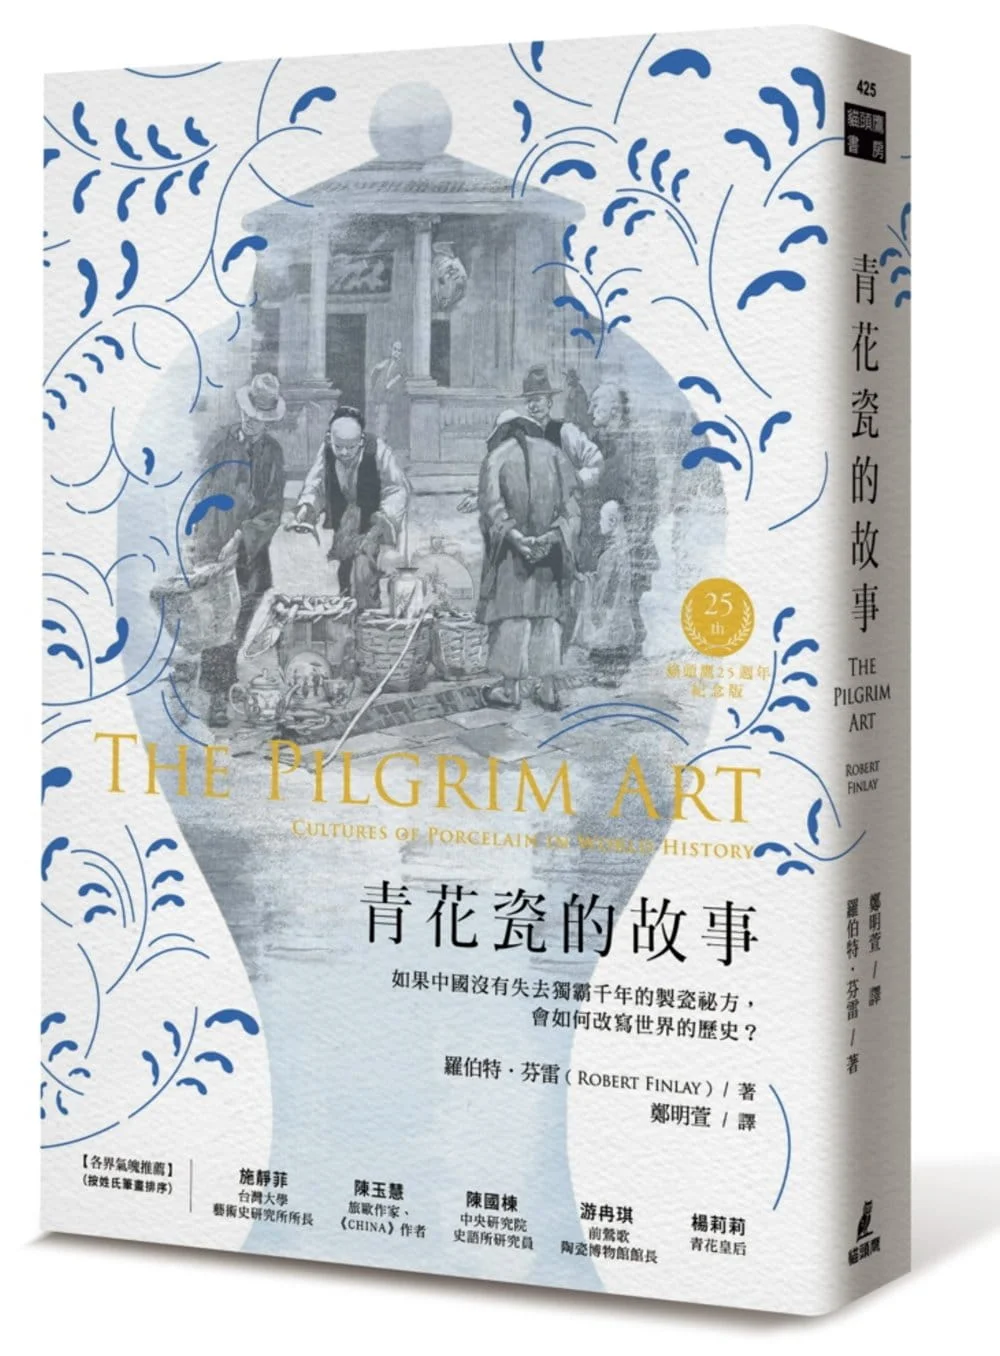 25
th
貓頭鷹25週年
紀念版
THE PILGRIM ART
CULTURES OF PORCELAIN IN WORLD HISTORY
青花瓷的故事
如果中國沒有失去獨霸千年的製瓷祕方，
會如何改寫世界的歷史？
羅伯特・芬雷（ROBERT FINLAY）/ 著
鄭明萱 / 譯
【各界氣魄推薦】
（按姓氏筆畫排序）
施靜菲
台灣大學
藝術史研究所所長
陳玉慧
旅歐作家、
《CHINA》作者
陳國棟
中央研究院
史語所研究員
游冉琪
前鶯歌
陶瓷博物館館長
楊莉莉
青花皇后
425
貓頭鷹
書房
青花瓷的故事
THE
PILGRIM
ART
ROBERT
FINLAY
鄭明萱 / 譯
羅伯特・芬雷 / 著
貓頭鷹